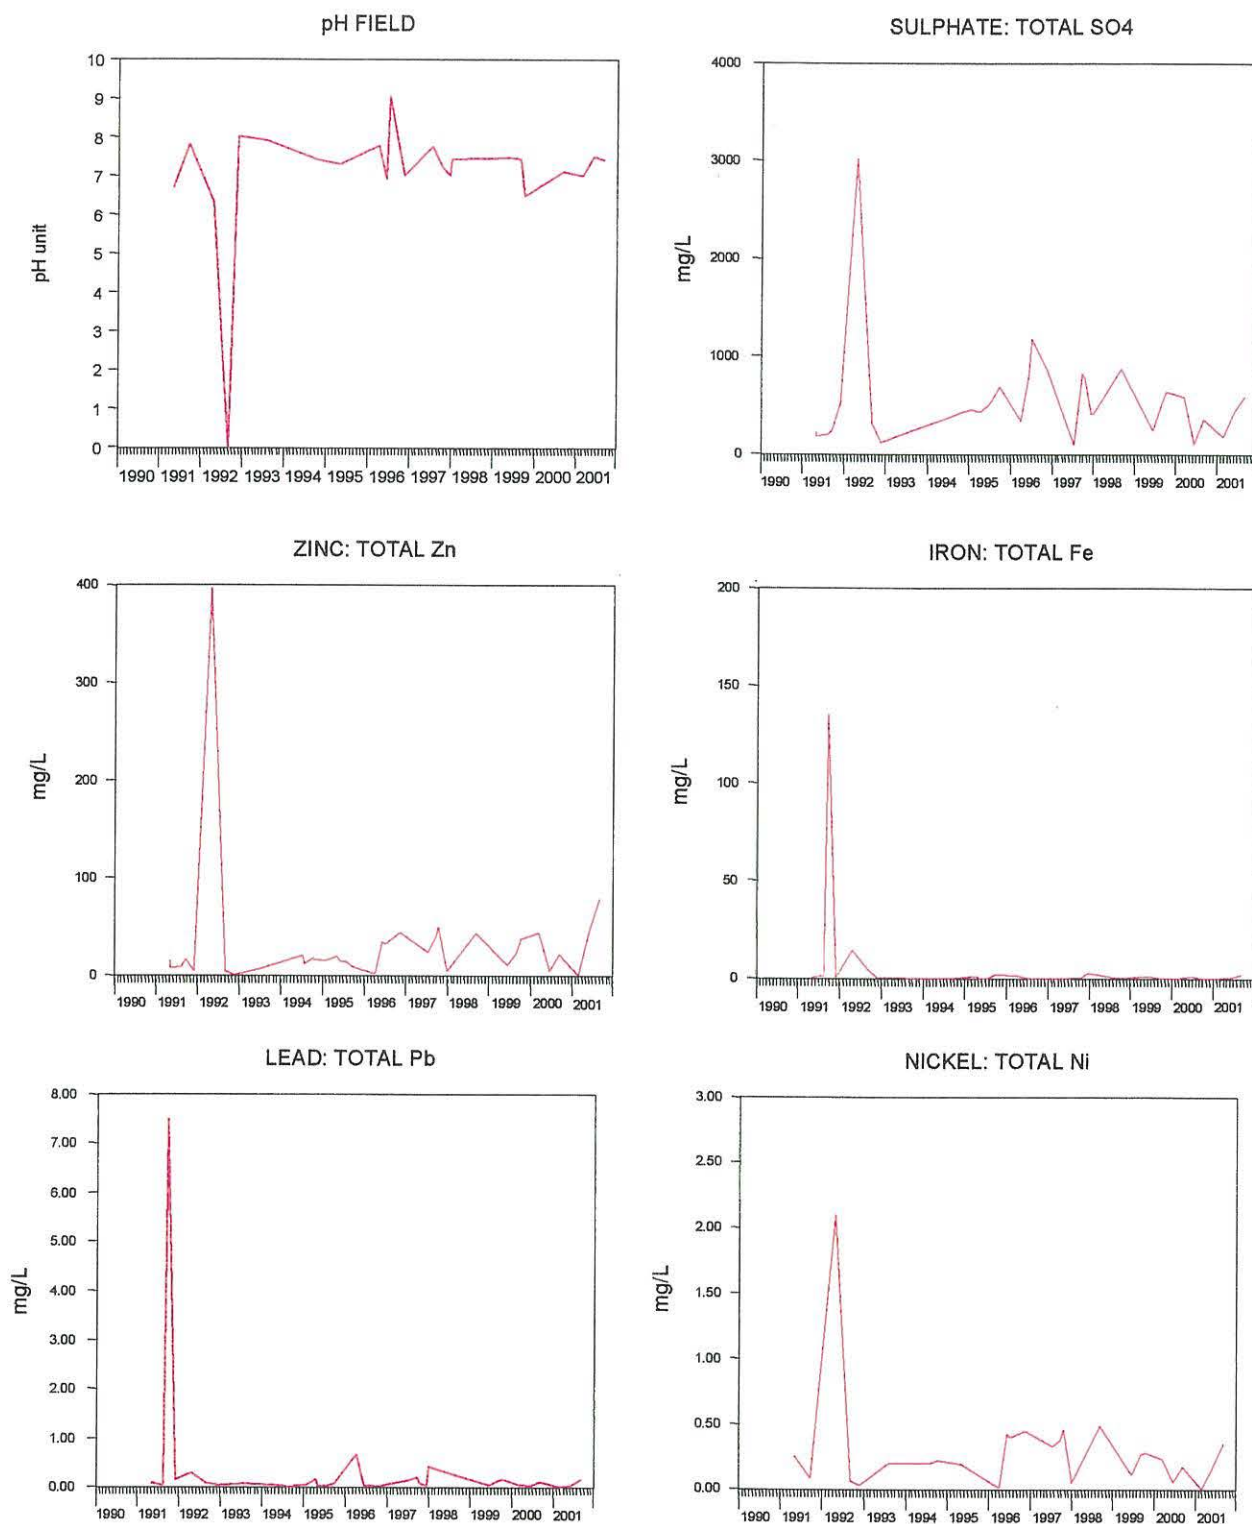 pH FIELD
10
9
8
7
6
5
4
3
2
1
0
pH unit
1990 1991 1992 1993 1994 1995 1996 1997 1998 1999 2000 2001
SULPHATE: TOTAL SO4
4000
3000
2000
1000
0
mg/L
1990 1991 1992 1993 1994 1995 1996 1997 1998 1999 2000 2001
ZINC: TOTAL Zn
400
300
200
100
0
mg/L
1990 1991 1992 1993 1994 1995 1996 1997 1998 1999 2000 2001
IRON: TOTAL Fe
200
150
100
50
0
mg/L
1990 1991 1992 1993 1994 1995 1996 1997 1998 1999 2000 2001
LEAD: TOTAL Pb
8.00
7.00
6.00
5.00
4.00
3.00
2.00
1.00
0.00
mg/L
1990 1991 1992 1993 1994 1995 1996 1997 1998 1999 2000 2001
NICKEL: TOTAL Ni
3.00
2.50
2.00
1.50
1.00
0.50
0.00
mg/L
1990 1991 1992 1993 1994 1995 1996 1997 1998 1999 2000 2001